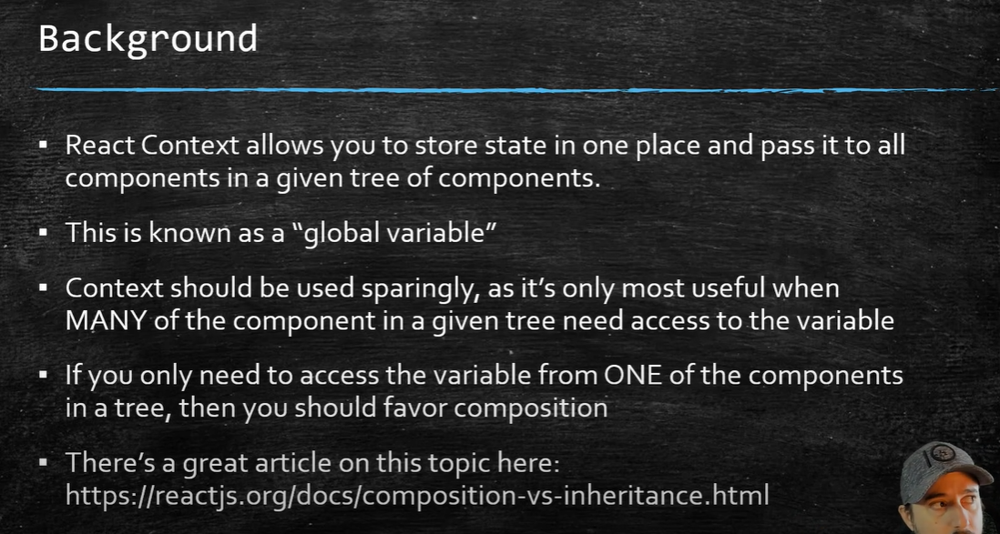 Background
▪ React Context allows you to store state in one place and pass it to all
components in a given tree of components.
▪ This is known as a “global variable”
▪ Context should be used sparingly, as it’s only most useful when
MANY of the component in a given tree need access to the variable
▪ If you only need to access the variable from ONE of the components
in a tree, then you should favor composition
▪ There’s a great article on this topic here:
https://reactjs.org/docs/composition-vs-inheritance.html